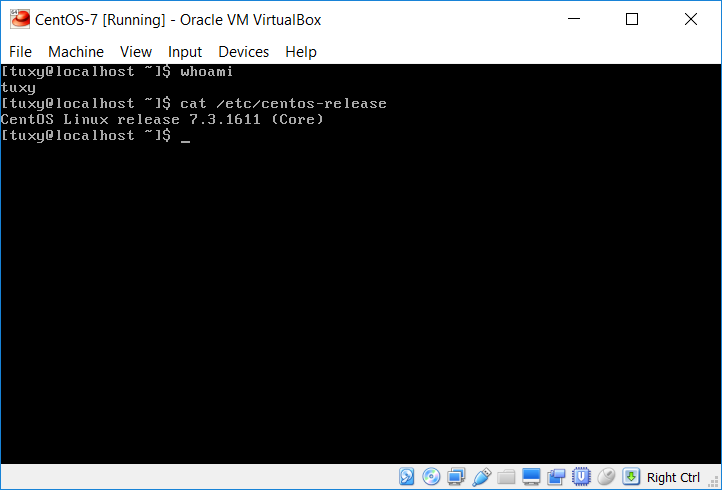 CentOS-7 [Running] - Oracle VM VirtualBox
File Machine View Input Devices Help
[tuxy@localhost ~]$ whoami
tuxy
[tuxy@localhost ~]$ cat /etc/centos-release
CentOS Linux release 7.3.1611 (Core)
[tuxy@localhost ~]$ _
Right Ctrl